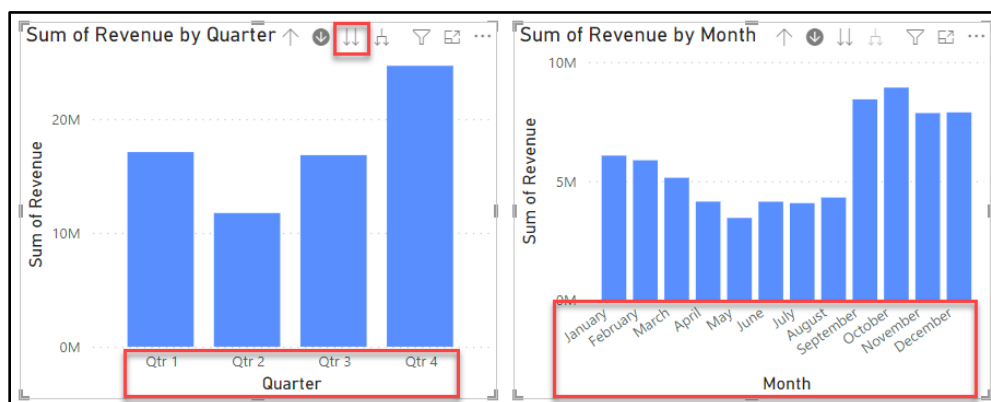 Sum of Revenue by Quarter
Sum of Revenue
20M
10M
0M
Qtr 1
Qtr 2
Qtr 3
Qtr 4
Quarter
Sum of Revenue by Month
Sum of Revenue
10M
5M
0M
January
February
March
April
May
June
July
August
September
October
November
December
Month